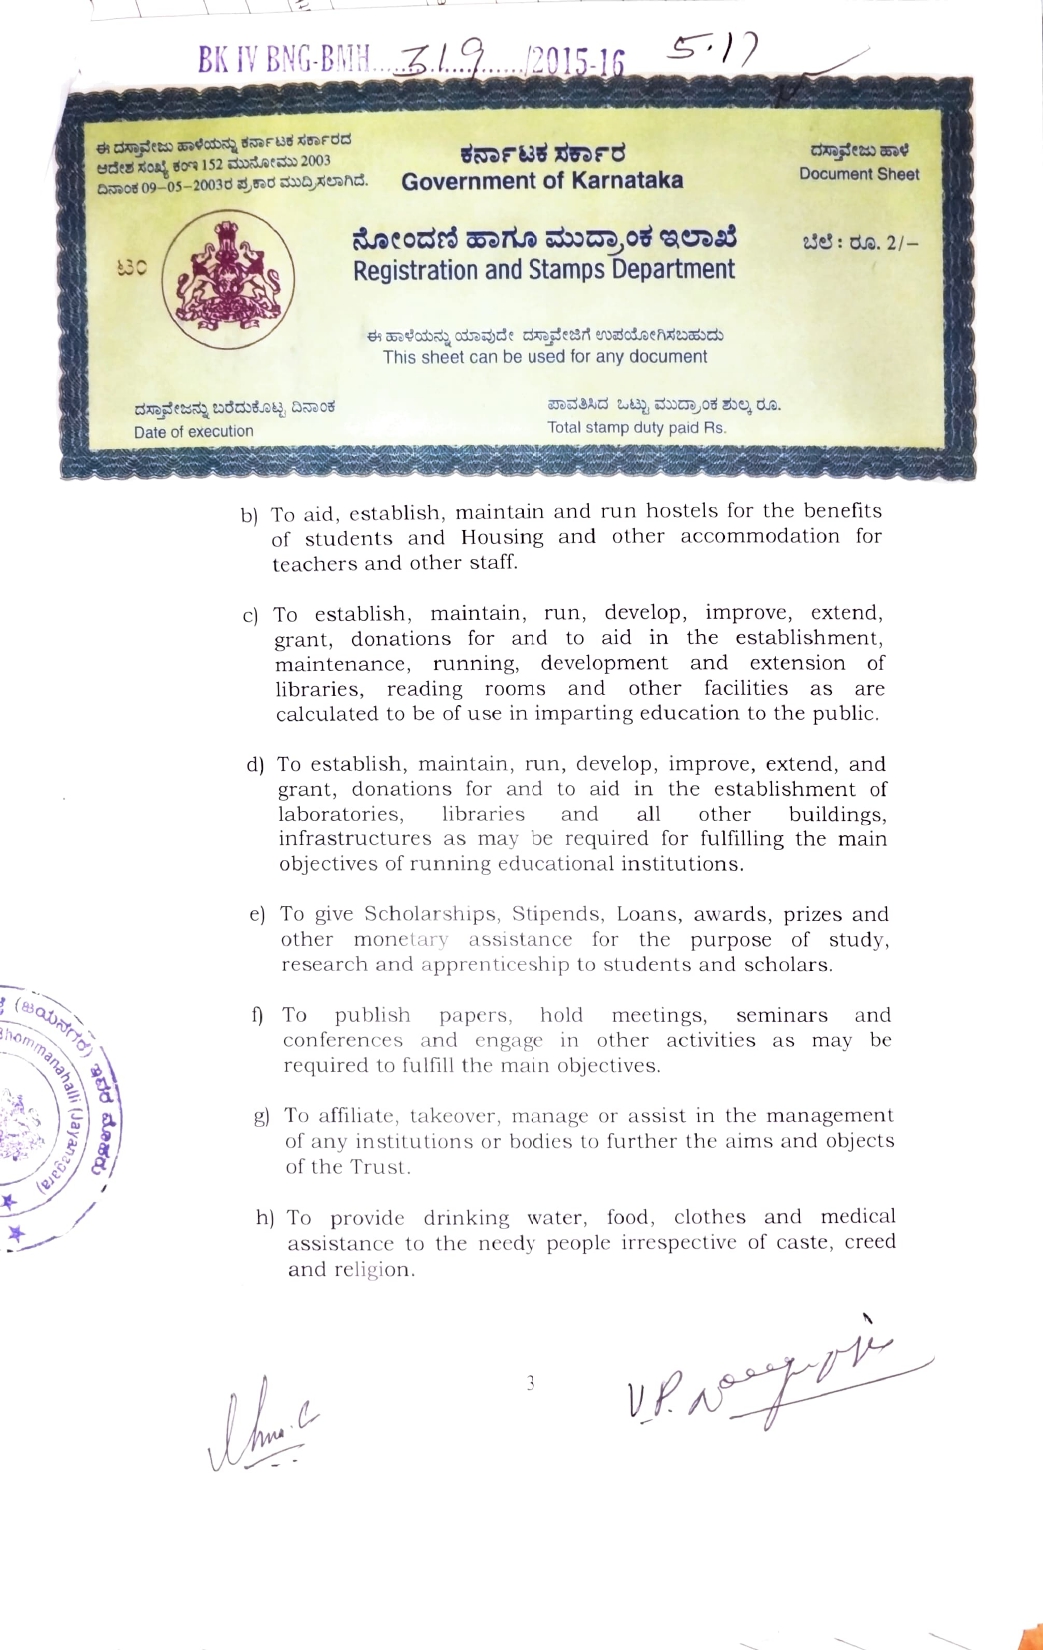 BK IV BNG-BMH......319....../2015-16 5-17
ಈ ದಸ್ತಾವೇಜು ಹಾಳೆಯನ್ನು ಕರ್ನಾಟಕ ಸರ್ಕಾರದ
ಆದೇಶ ಸಂಖ್ಯೆ ಕಂಇ 152 ಮುನೋಮು 2003
ದಿನಾಂಕ 09-05-2003ರ ಪ್ರಕಾರ ಮುದ್ರಿಸಲಾಗಿದೆ.
ಕರ್ನಾಟಕ ಸರ್ಕಾರ
Government of Karnataka
ದಸ್ತಾವೇಜು ಹಾಳೆ
Document Sheet
ನೋಂದಣಿ ಹಾಗೂ ಮುದ್ರಾಂಕ ಇಲಾಖೆ
Registration and Stamps Department
ಬೆಲೆ : ರೂ. 2/-
ಈ ಹಾಳೆಯನ್ನು ಯಾವುದೇ ದಸ್ತಾವೇಜಿಗೆ ಉಪಯೋಗಿಸಬಹುದು
This sheet can be used for any document
ದಸ್ತಾವೇಜನ್ನು ಬರೆದುಕೊಟ್ಟ ದಿನಾಂಕ
Date of execution
ಪಾವತಿಸಿದ ಒಟ್ಟು ಮುದ್ರಾಂಕ ಶುಲ್ಕ ರೂ.
Total stamp duty paid Rs.
b) To aid, establish, maintain and run hostels for the benefits
of students and Housing and other accommodation for
teachers and other staff.
c) To establish, maintain, run, develop, improve, extend,
grant, donations for and to aid in the establishment,
maintenance, running, development and extension of
libraries, reading rooms and other facilities as are
calculated to be of use in imparting education to the public.
d) To establish, maintain, run, develop, improve, extend, and
grant, donations for and to aid in the establishment of
laboratories, libraries and all other buildings,
infrastructures as may be required for fulfilling the main
objectives of running educational institutions.
e) To give Scholarships, Stipends, Loans, awards, prizes and
other monetary assistance for the purpose of study,
research and apprenticeship to students and scholars.
f) To publish papers, hold meetings, seminars and
conferences and engage in other activities as may be
required to fulfill the main objectives.
g) To affiliate, takeover, manage or assist in the management
of any institutions or bodies to further the aims and objects
of the Trust.
h) To provide drinking water, food, clothes and medical
assistance to the needy people irrespective of caste, creed
and religion.
(ಜಯನಗರ) ಇವರ ಮೊಹರು
Bhommanahalli (Jayanagara)
3